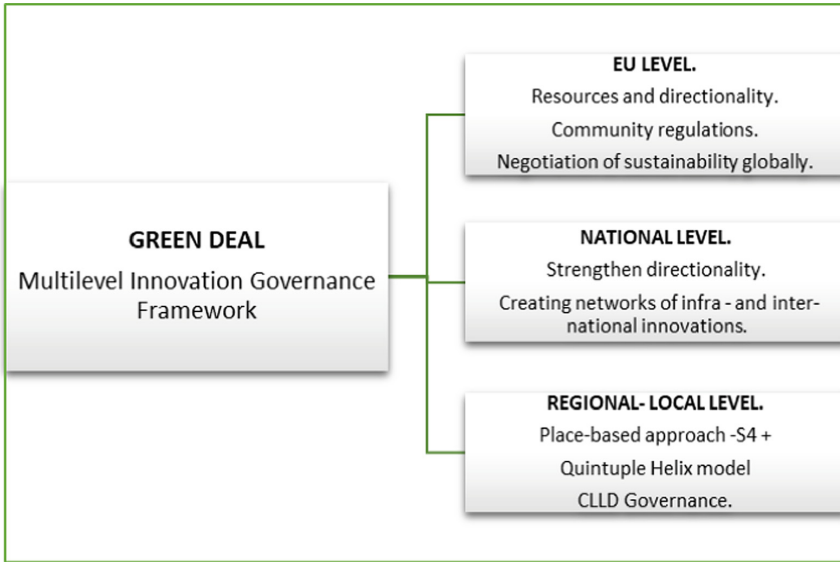 GREEN DEAL
Multilevel Innovation Governance
Framework
EU LEVEL.
Resources and directionality.
Community regulations.
Negotiation of sustainability globally.
NATIONAL LEVEL.
Strengthen directionality.
Creating networks of infra - and inter-
national innovations.
REGIONAL- LOCAL LEVEL.
Place-based approach -S4 +
Quintuple Helix model
CLLD Governance.